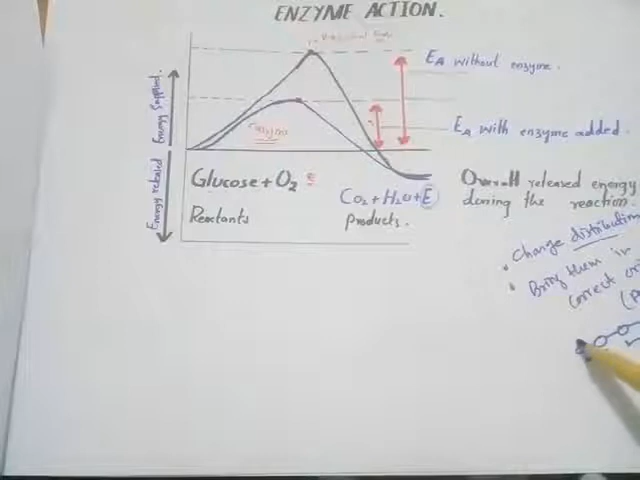 ENZYME ACTION.
EA without enzyme.
Energy Supplied.
Enzyme
EA with enzyme added.
Energy released
Glucose + O2
Overall released energy
during the reaction.
CO2 + H2O + E
Reactants
Products.
• Change distribution
• Bring them in
correct